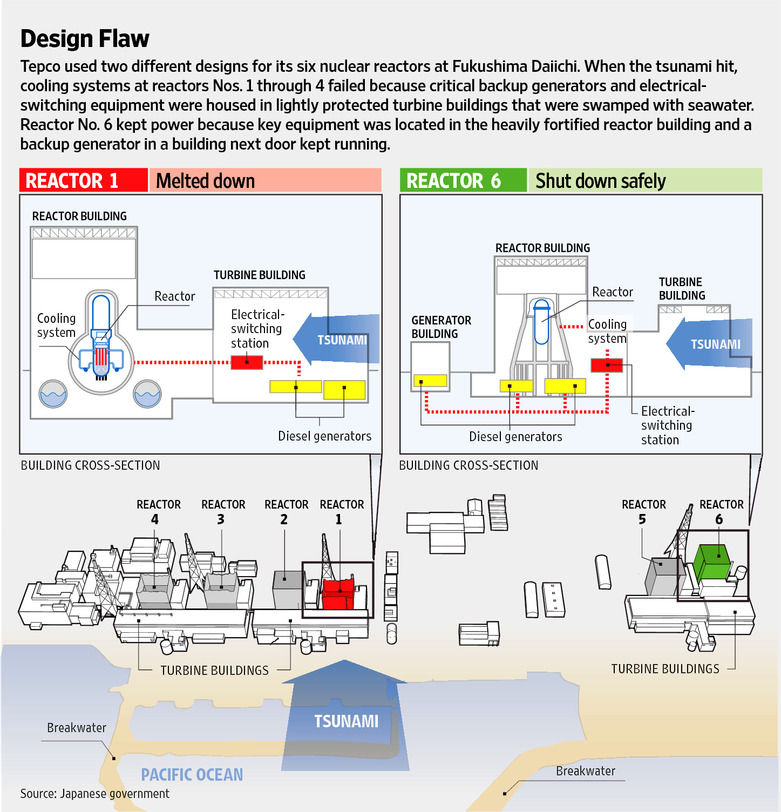 Design Flaw
Tepco used two different designs for its six nuclear reactors at Fukushima Daiichi. When the tsunami hit,
cooling systems at reactors Nos. 1 through 4 failed because critical backup generators and electrical-
switching equipment were housed in lightly protected turbine buildings that were swamped with seawater.
Reactor No. 6 kept power because key equipment was located in the heavily fortified reactor building and a
backup generator in a building next door kept running.
REACTOR 1 Melted down
REACTOR BUILDING
TURBINE BUILDING
Reactor
Cooling
system
Electrical-
switching
station
TSUNAMI
Diesel generators
BUILDING CROSS-SECTION
REACTOR 6 Shut down safely
REACTOR BUILDING
TURBINE
BUILDING
Reactor
GENERATOR
BUILDING
Cooling
system
TSUNAMI
Electrical-
switching
station
Diesel generators
BUILDING CROSS-SECTION
REACTOR
4
REACTOR
3
REACTOR
2
REACTOR
1
REACTOR
5
REACTOR
6
TURBINE BUILDINGS
TURBINE BUILDINGS
TSUNAMI
Breakwater
PACIFIC OCEAN
Breakwater
Source: Japanese government